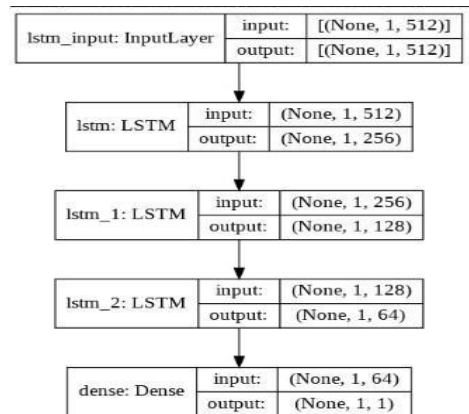 lstm_input: InputLayer
input: [(None, 1, 512)]
output: [(None, 1, 512)]
lstm: LSTM
input: (None, 1, 512)
output: (None, 1, 256)
lstm_1: LSTM
input: (None, 1, 256)
output: (None, 1, 128)
lstm_2: LSTM
input: (None, 1, 128)
output: (None, 1, 64)
dense: Dense
input: (None, 1, 64)
output: (None, 1, 1)